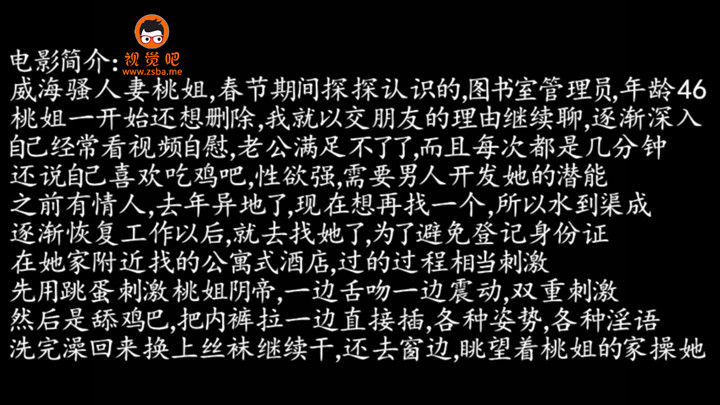 视觉吧
www.zsba.me
电影简介:
威海骚人妻桃姐,春节期间探探认识的,图书室管理员,年龄46
桃姐一开始还想删除,我就以交朋友的理由继续聊,逐渐深入
自己经常看视频自慰,老公满足不了了,而且每次都是几分钟
还说自己喜欢吃鸡吧,性欲强,需要男人开发她的潜能
之前有情人,去年异地了,现在想再找一个,所以水到渠成
逐渐恢复工作以后,就去找她了,为了避免登记身份证
在她家附近找的公寓式酒店,过的过程相当刺激
先用跳蛋刺激桃姐阴帝,一边舌吻一边震动,双重刺激
然后是舔鸡巴,把内裤拉一边直接插,各种姿势,各种淫语
洗完澡回来换上丝袜继续干,还去窗边,眺望着桃姐的家操她